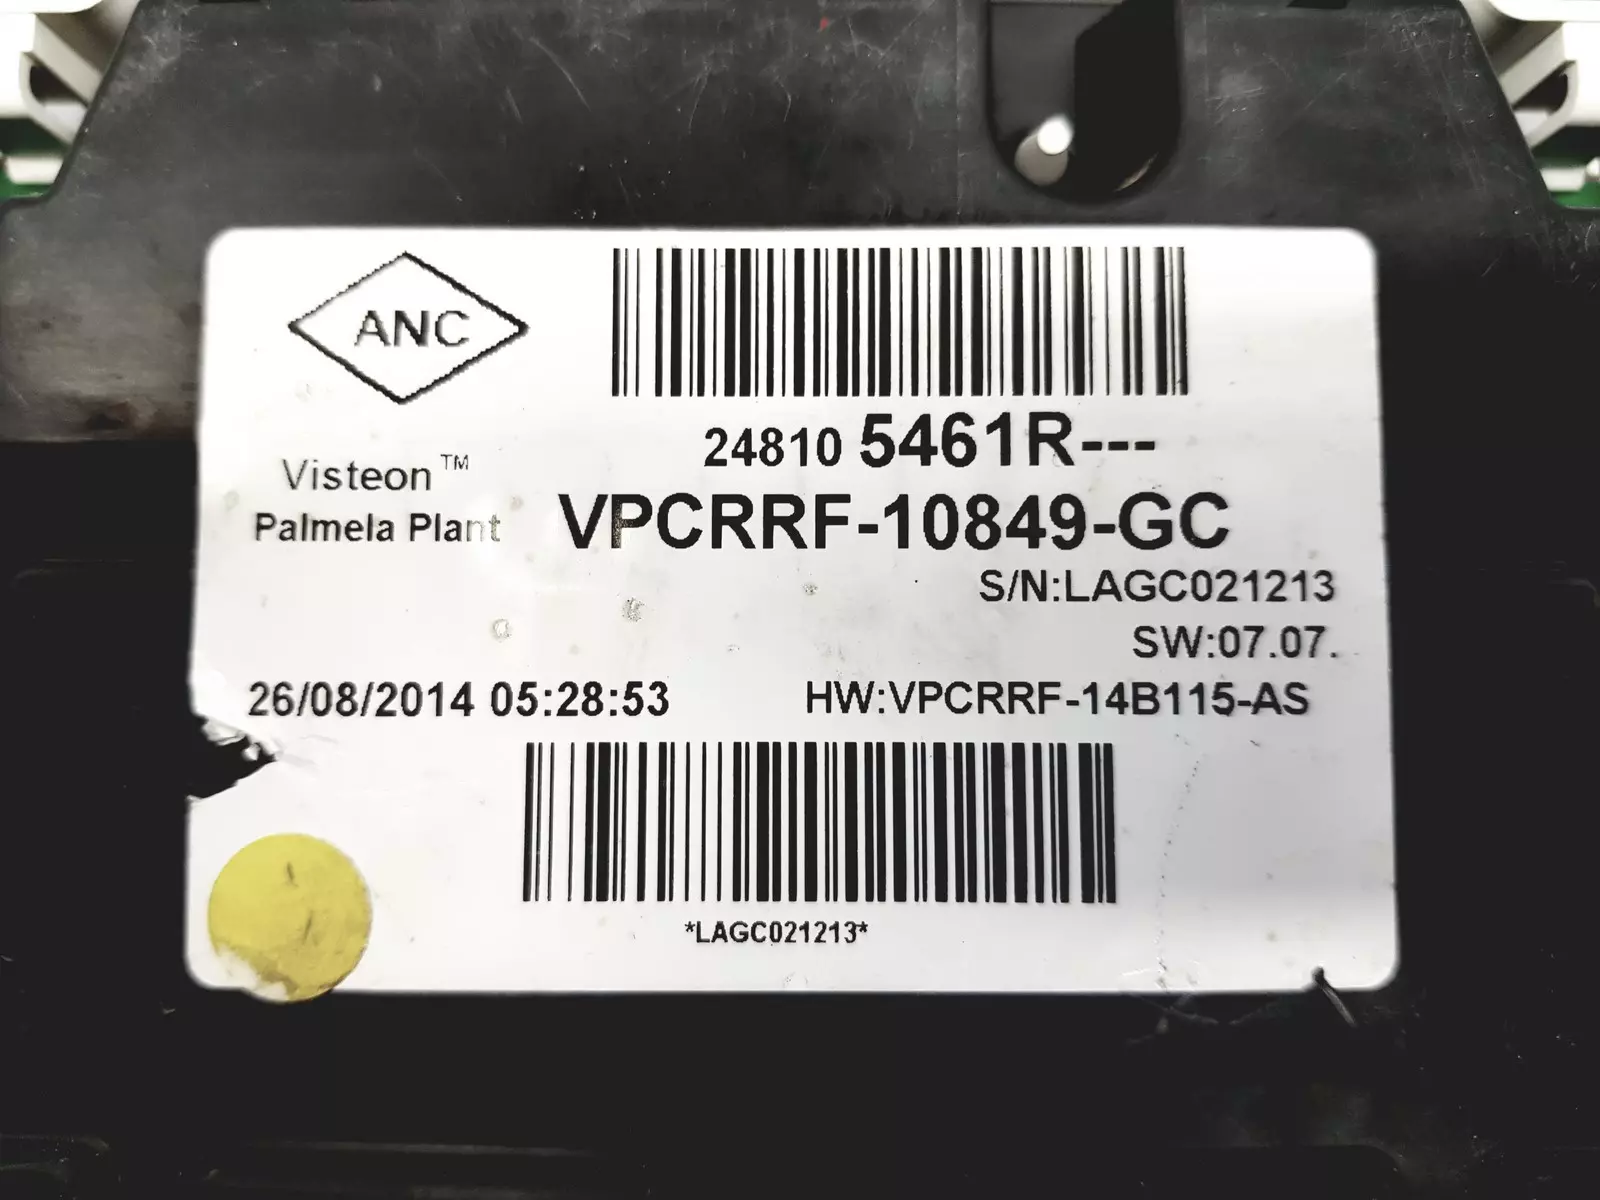 ANC
24810 5461R---
Visteon™
Palmela Plant
VPCRRF-10849-GC
S/N:LAGC021213
SW:07.07.
26/08/2014 05:28:53
HW:VPCRRF-14B115-AS
*LAGC021213*